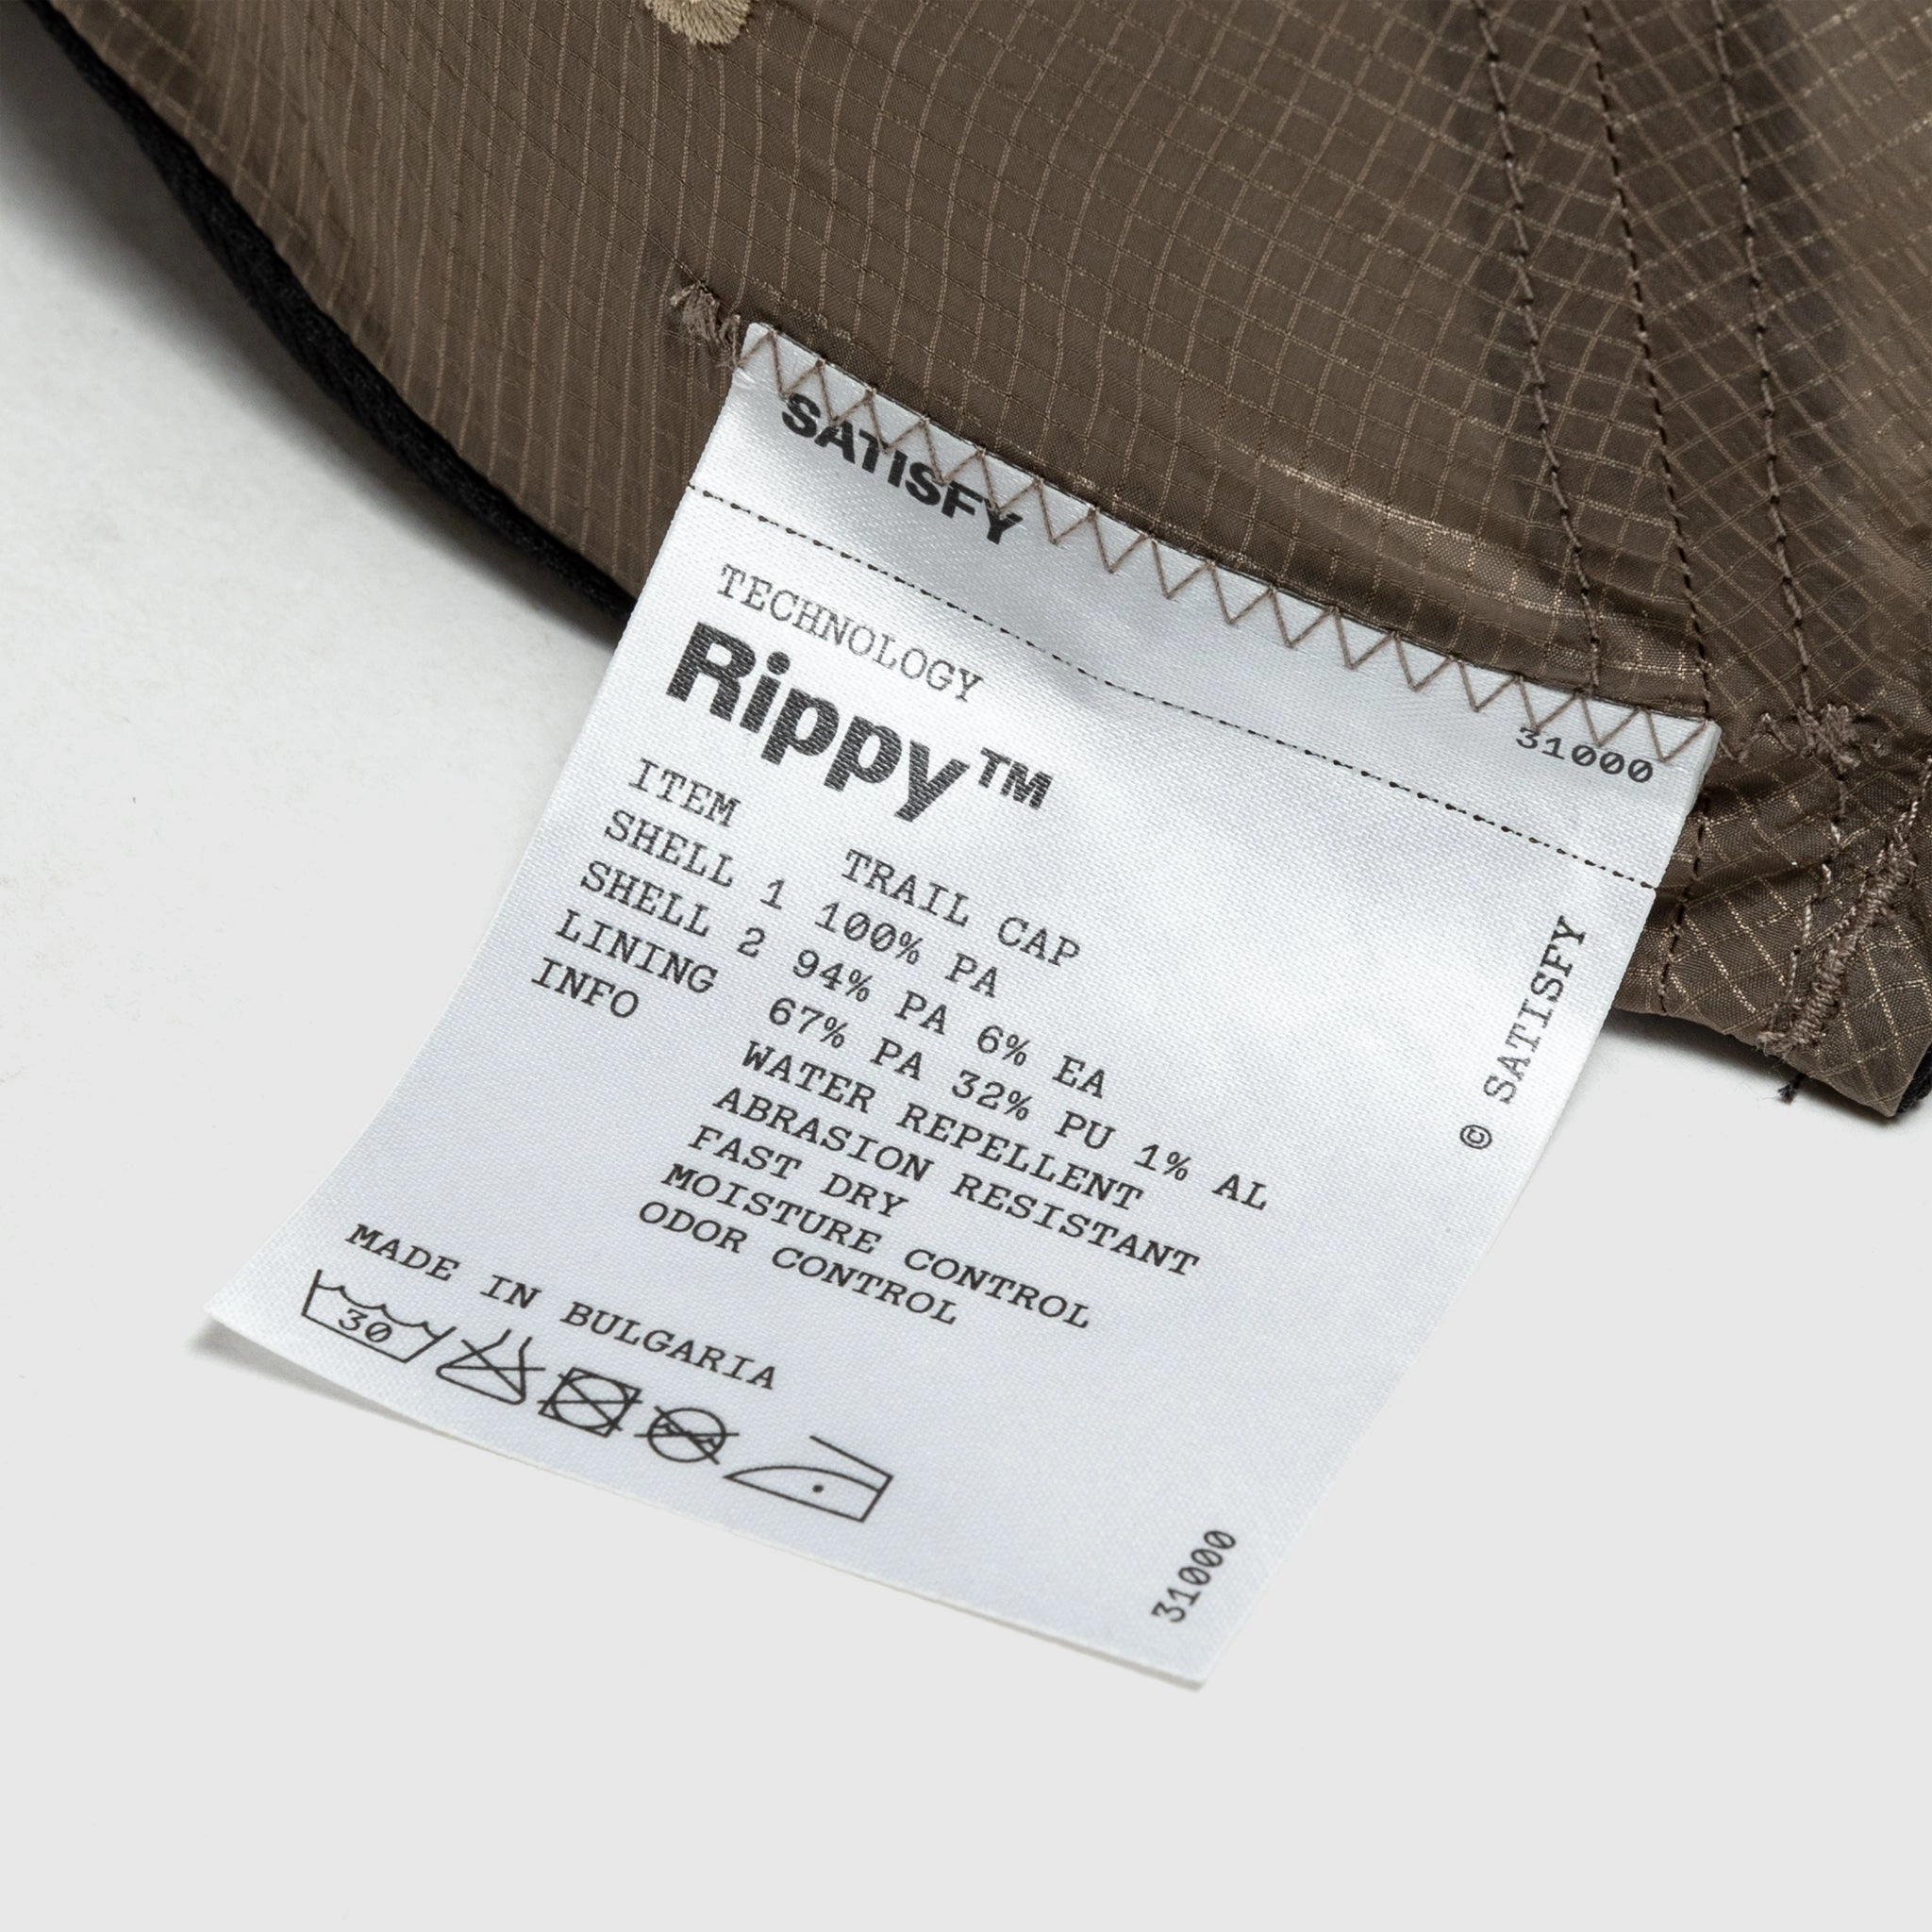 SATISFY
31000
TECHNOLOGY
Rippy™
ITEM TRAIL CAP
SHELL 1 100% PA
SHELL 2 94% PA 6% EA
LINING 67% PA 32% PU 1% AL
INFO WATER REPELLENT
ABRASION RESISTANT
FAST DRY
MOISTURE CONTROL
ODOR CONTROL
© SATISFY
MADE IN BULGARIA
30
31000